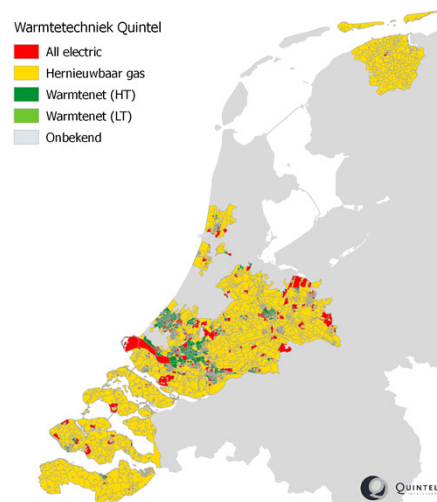 Warmtetechniek Quintel
All electric
Hernieuwbaar gas
Warmtenet (HT)
Warmtenet (LT)
Onbekend
QUINTEL